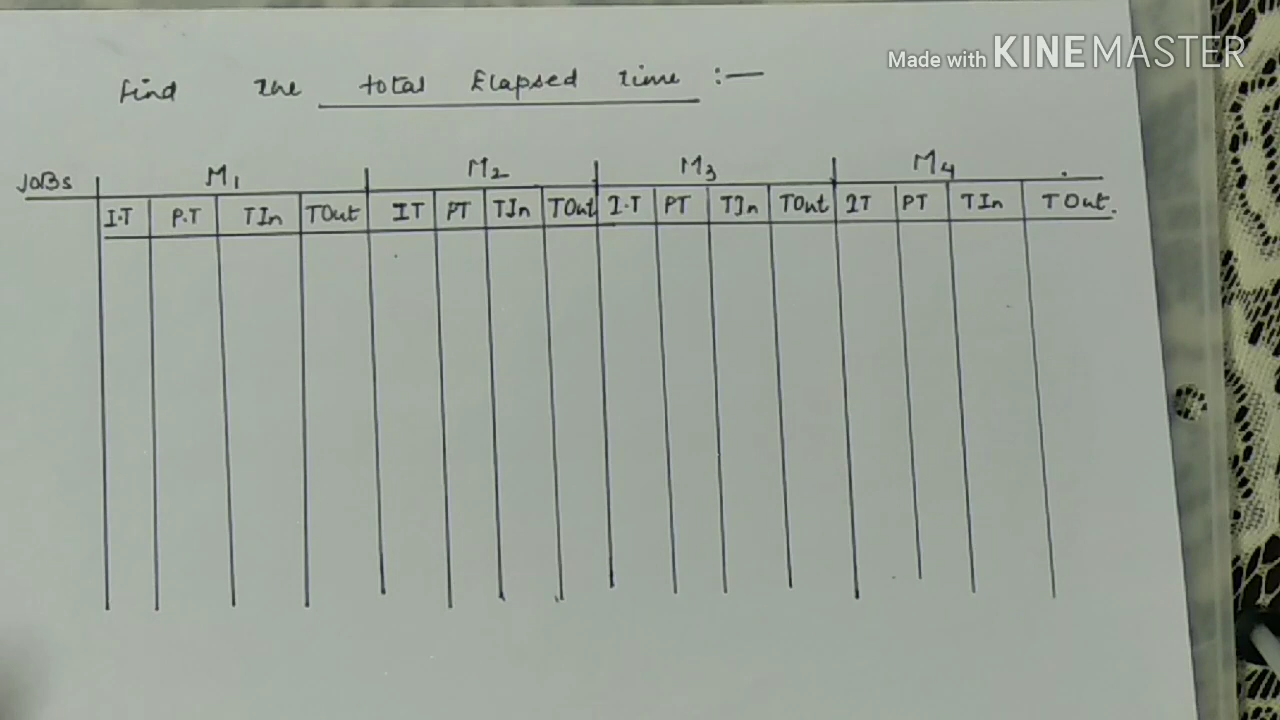 Made with KINEMASTER
Find the total Elapsed time :—
JOBs M1 M2 M3 M4
I.T P.T TIn TOut IT PT TIn TOut I.T PT TIn TOut IT PT TIn TOut.